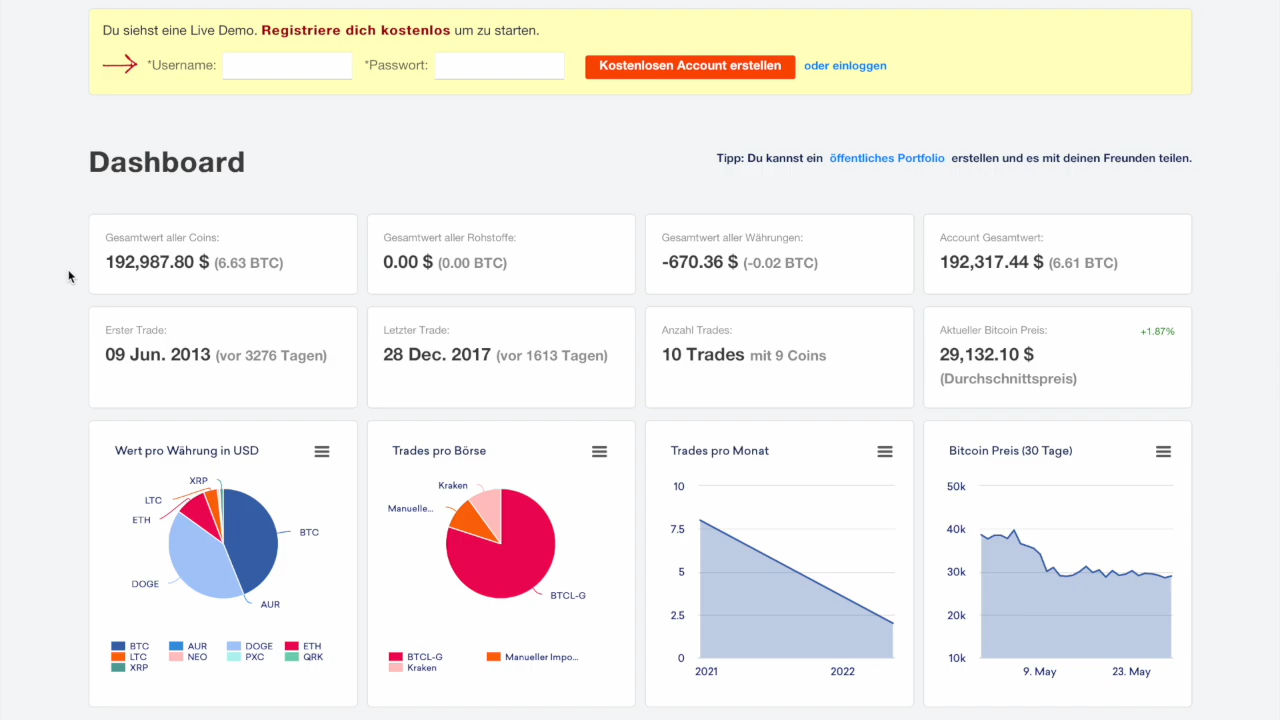 Du siehst eine Live Demo. Registriere dich kostenlos um zu starten.
*Username:
*Passwort:
Kostenlosen Account erstellen
oder einloggen
Dashboard
Tipp: Du kannst ein öffentliches Portfolio erstellen und es mit deinen Freunden teilen.
Gesamtwert aller Coins:
192,987.80 $ (6.63 BTC)
Gesamtwert aller Rohstoffe:
0.00 $ (0.00 BTC)
Gesamtwert aller Währungen:
-670.36 $ (-0.02 BTC)
Account Gesamtwert:
192,317.44 $ (6.61 BTC)
Erster Trade:
09 Jun. 2013 (vor 3276 Tagen)
Letzter Trade:
28 Dec. 2017 (vor 1613 Tagen)
Anzahl Trades:
10 Trades mit 9 Coins
Aktueller Bitcoin Preis:
+1.87%
29,132.10 $
(Durchschnittspreis)
Wert pro Währung in USD
XRP
LTC
ETH
BTC
DOGE
AUR
BTC AUR DOGE ETH
LTC NEO PXC QRK
XRP
Trades pro Börse
Kraken
Manuelle...
BTCL-G
BTCL-G Manueller Impo...
Kraken
Trades pro Monat
10
7.5
5
2.5
0
2021 2022
Bitcoin Preis (30 Tage)
50k
40k
30k
20k
10k
9. May 23. May